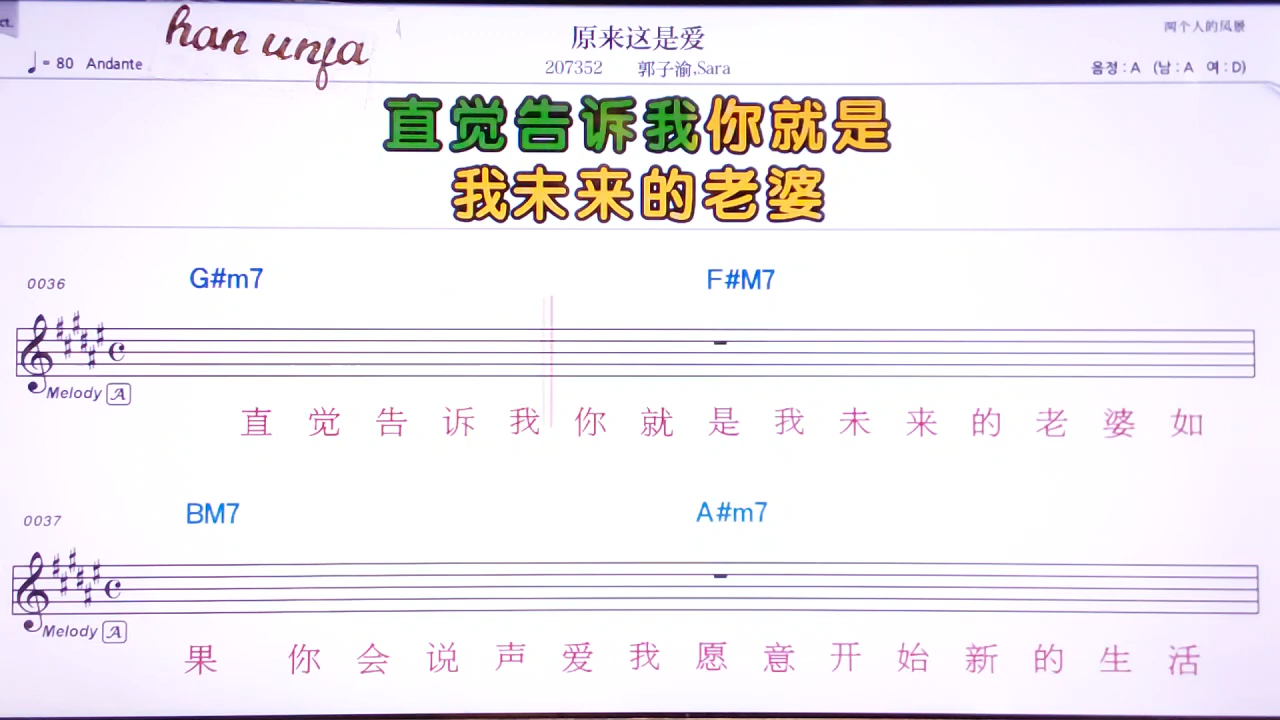 ct.
han unfa
原来这是爱
两个人的风景
♩= 80 Andante
207352 郭子渝,Sara
음정 : A (남 : A 여 : D)
直觉告诉我你就是
我未来的老婆
0036 G#m7 F#M7
Melody A
直觉告诉我你就是我未来的老婆如
0037 BM7 A#m7
Melody A
果 你会说声爱我愿意开始新的生活